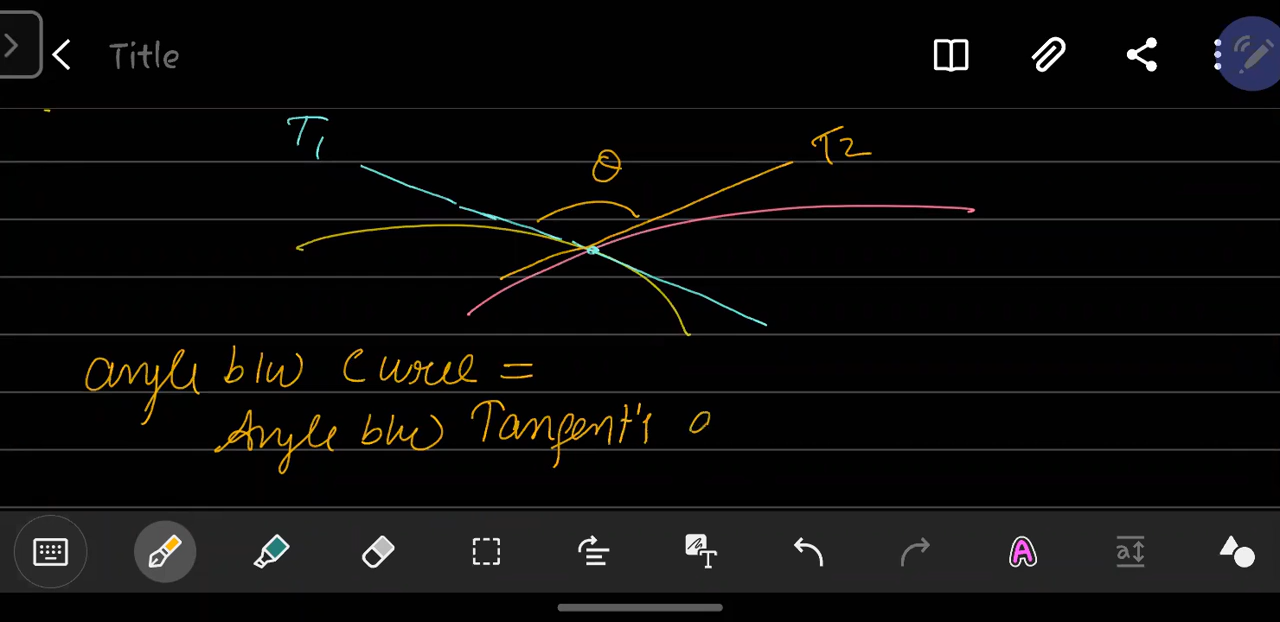 Title
T1
θ
T2
angle b/w Curve =
Angle b/w Tangent's o